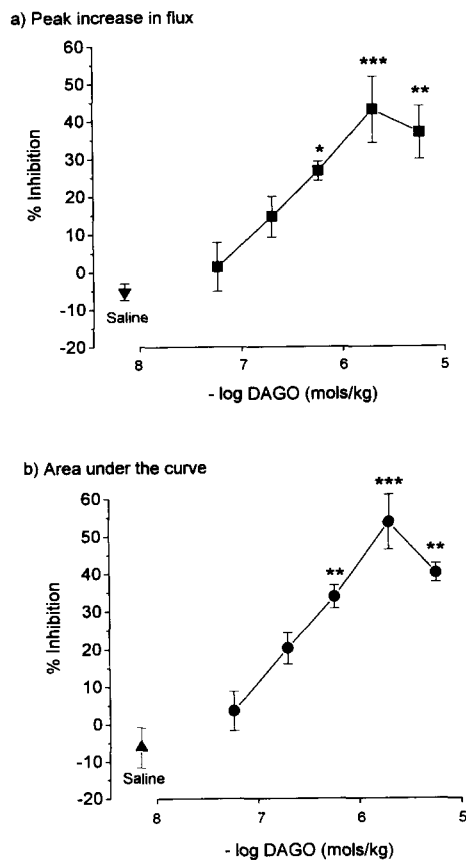 a) Peak increase in flux
60
50
40
30
20
10
0
-10
-20
% Inhibition
***
**
*
Saline
8 7 6 5
- log DAGO (mols/kg)
b) Area under the curve
60
50
40
30
20
10
0
-10
-20
% Inhibition
***
**
**
Saline
8 7 6 5
- log DAGO (mols/kg)